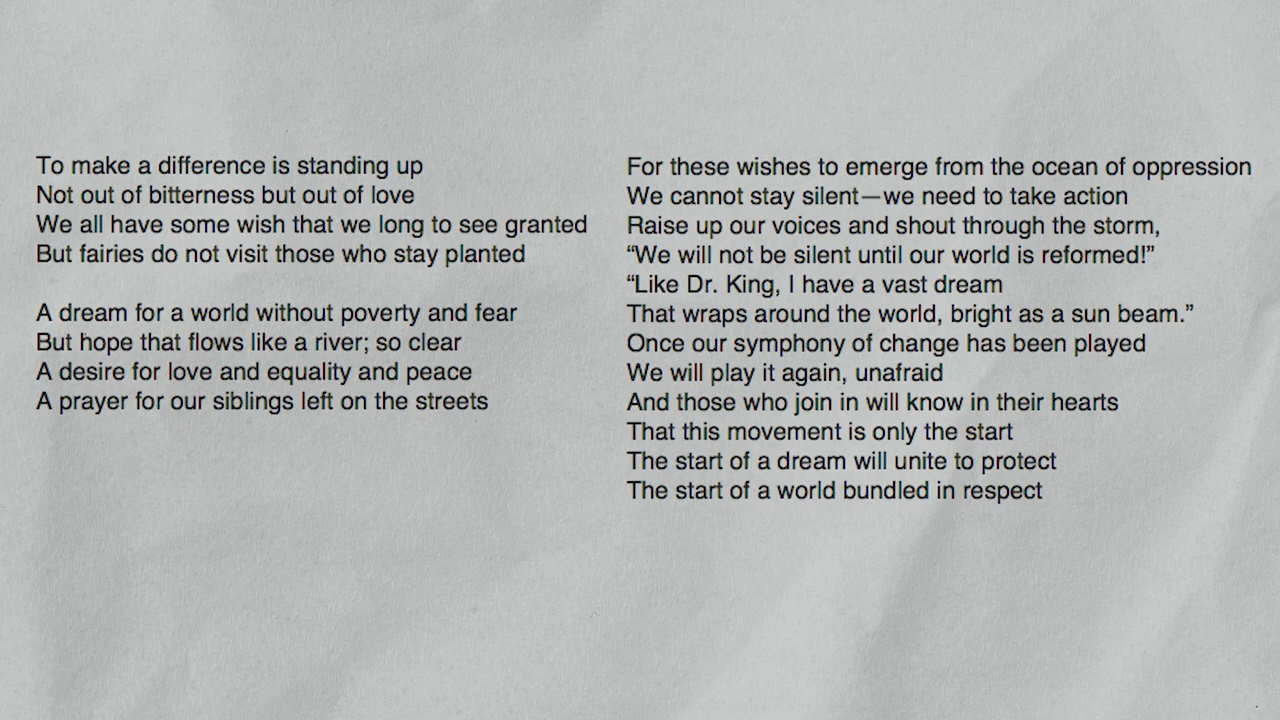 To make a difference is standing up
Not out of bitterness but out of love
We all have some wish that we long to see granted
But fairies do not visit those who stay planted

A dream for a world without poverty and fear
But hope that flows like a river; so clear
A desire for love and equality and peace
A prayer for our siblings left on the streets

For these wishes to emerge from the ocean of oppression
We cannot stay silent—we need to take action
Raise up our voices and shout through the storm,
“We will not be silent until our world is reformed!”
“Like Dr. King, I have a vast dream
That wraps around the world, bright as a sun beam.”
Once our symphony of change has been played
We will play it again, unafraid
And those who join in will know in their hearts
That this movement is only the start
The start of a dream will unite to protect
The start of a world bundled in respect